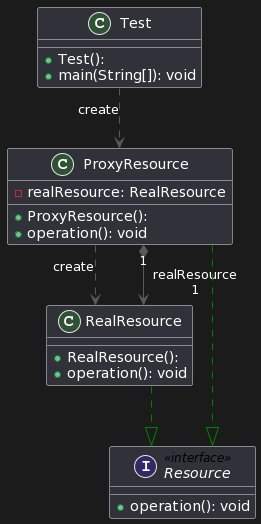 C Test
Test():
main(String[]): void
create
C ProxyResource
realResource: RealResource
ProxyResource():
operation(): void
create
1
realResource
1
C RealResource
RealResource():
operation(): void
I «interface»
Resource
operation(): void